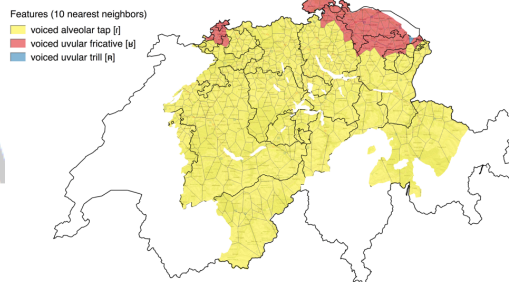 Features (10 nearest neighbors)
voiced alveolar tap [ɾ]
voiced uvular fricative [ʁ]
voiced uvular trill [ʀ]